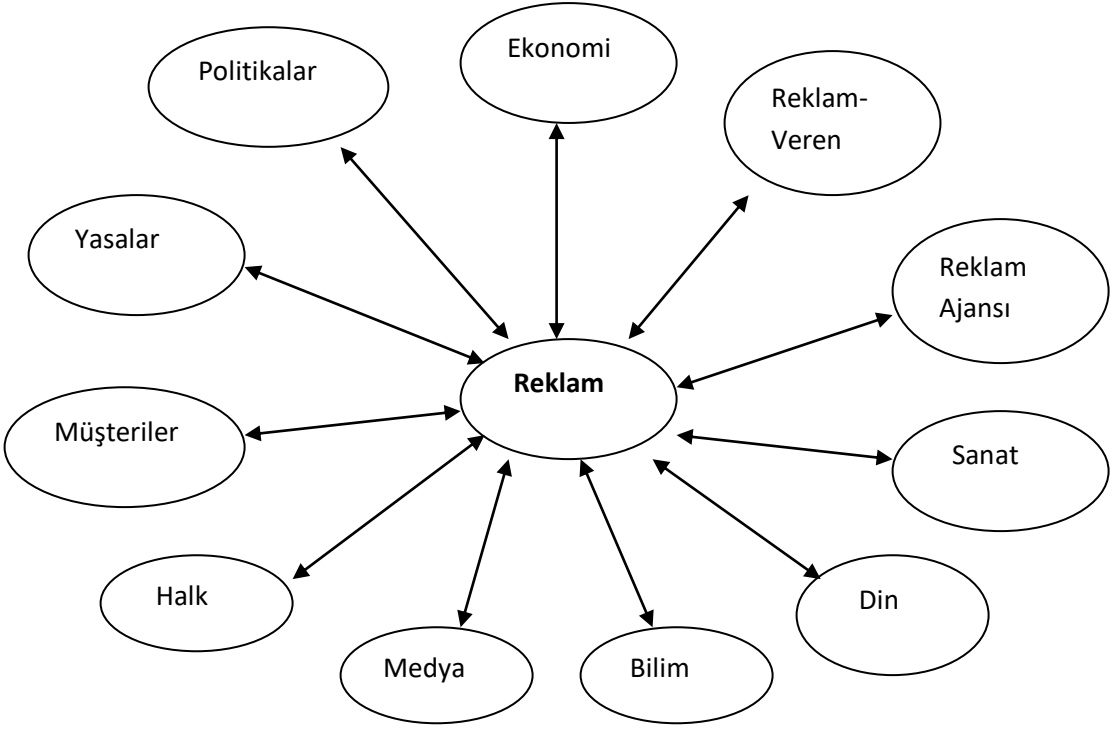 Ekonomi
Politikalar
Reklam-
Veren
Yasalar
Reklam
Ajansı
Reklam
Müşteriler
Sanat
Halk
Din
Medya
Bilim